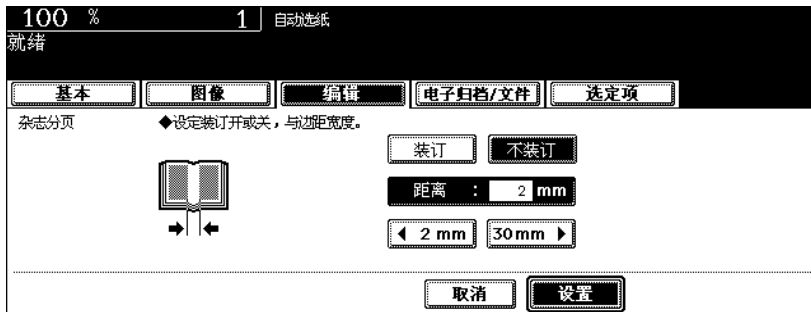 100 % 1 自动选纸
就绪
基本 图像 编辑 电子归档/文件 选定项
杂志分页 ◆设定装订开或关，与边距宽度。
装订 不装订
距离 : 2 mm
2 mm 30mm
取消 设置